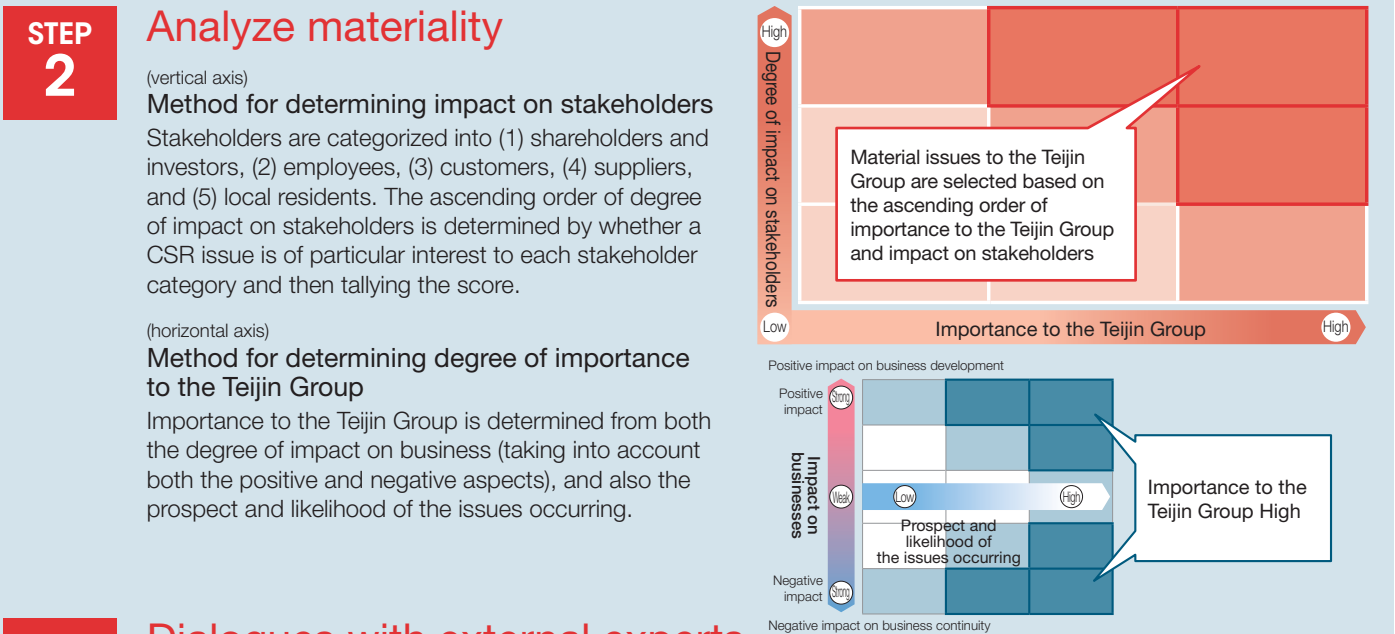 STEP
2
Analyze materiality
(vertical axis)
Method for determining impact on stakeholders
Stakeholders are categorized into (1) shareholders and
investors, (2) employees, (3) customers, (4) suppliers,
and (5) local residents. The ascending order of degree
of impact on stakeholders is determined by whether a
CSR issue is of particular interest to each stakeholder
category and then tallying the score.
(horizontal axis)
Method for determining degree of importance
to the Teijin Group
Importance to the Teijin Group is determined from both
the degree of impact on business (taking into account
both the positive and negative aspects), and also the
prospect and likelihood of the issues occurring.
High
Degree of impact on stakeholders
Low
Material issues to the Teijin
Group are selected based on
the ascending order of
importance to the Teijin Group
and impact on stakeholders
Importance to the Teijin Group
High
Positive impact on business development
Positive
impact
Strong
Impact on
businesses
Weak
Low
High
Prospect and
likelihood of
the issues occurring
Negative
impact
Strong
Negative impact on business continuity
Importance to the
Teijin Group High
Dialogues with external experts